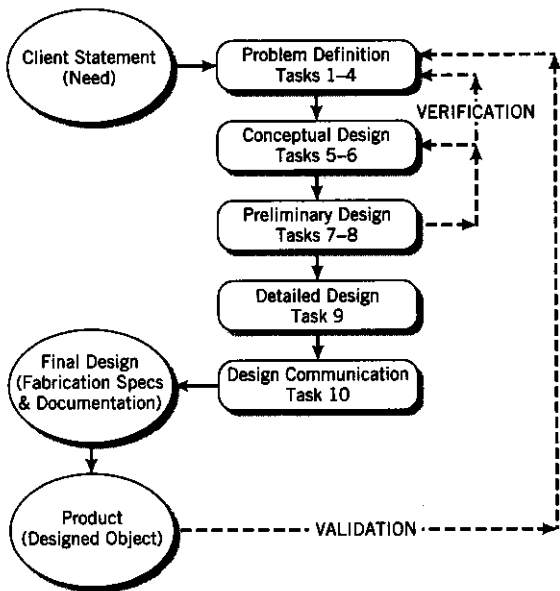 Client Statement
(Need)
Problem Definition
Tasks 1–4
VERIFICATION
Conceptual Design
Tasks 5–6
Preliminary Design
Tasks 7–8
Detailed Design
Task 9
Final Design
(Fabrication Specs
& Documentation)
Design Communication
Task 10
Product
(Designed Object)
VALIDATION